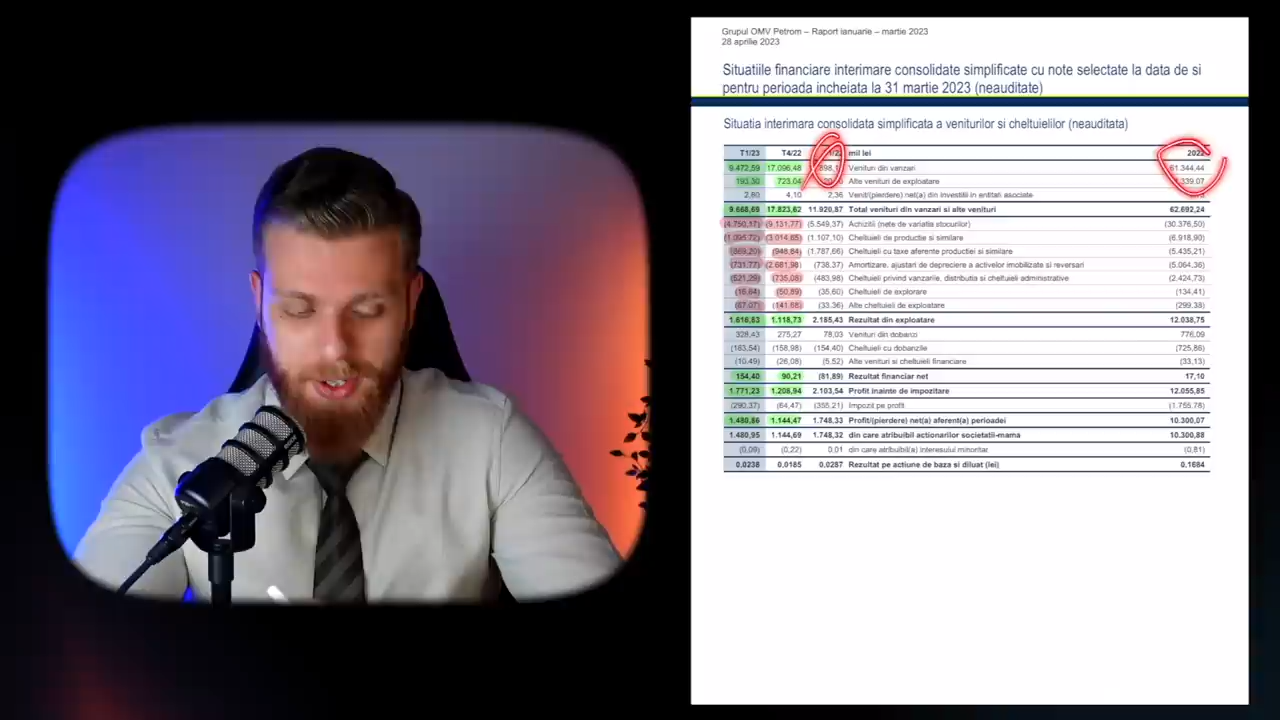 Grupul OMV Petrom – Raport ianuarie – martie 2023
28 aprilie 2023
Situatiile financiare interimare consolidate simplificate cu note selectate la data de si
pentru perioada incheiata la 31 martie 2023 (neauditate)
Situatia interimara consolidata simplificata a veniturilor si cheltuielilor (neauditata)
T1/23 T4/22 mil lei 2022
9.472,59 17.096,48 Venituri din vanzari 61.344,44
193,30 723,04 Alte venituri de exploatare
2,80 4,10 2,36 Venit/(pierdere) net(a) din investitii in entitati asociate
9.668,69 17.823,62 11.920,87 Total venituri din vanzari si alte venituri 62.692,24
(4.750,17) (9.131,77) (5.549,37) Achizitii (nete de variatia stocurilor) (30.376,50)
(1.095,72) (3.014,65) (1.107,10) Cheltuieli de productie si similare (6.918,90)
(869,20) (948,84) (1.787,66) Cheltuieli cu taxe aferente productiei si similare (5.435,21)
(731,77) (2.681,98) (738,37) Amortizare, ajustari de depreciere a activelor imobilizate si reversari (5.064,36)
(521,29) (735,08) (483,98) Cheltuieli privind vanzarile, distributia si cheltuieli administrative (2.424,73)
(16,64) (50,89) (35,60) Cheltuieli de explorare (134,41)
(67,07) (141,68) (33,36) Alte cheltuieli de exploatare (299,38)
1.616,83 1.118,73 2.185,43 Rezultat din exploatare 12.038,75
328,43 275,27 78,03 Venituri din dobanzi 776,09
(163,54) (158,98) (154,40) Cheltuieli cu dobanzile (725,86)
(10,49) (26,08) (5,52) Alte venituri si cheltuieli financiare (33,13)
154,40 90,21 (81,89) Rezultat financiar net 17,10
1.771,23 1.208,94 2.103,54 Profit inainte de impozitare 12.055,85
(290,37) (64,47) (355,21) Impozit pe profit (1.755,78)
1.480,86 1.144,47 1.748,33 Profit/(pierdere) net(a) aferent(a) perioadei 10.300,07
1.480,95 1.144,69 1.748,32 din care atribuibil actionarilor societatii-mama 10.300,88
(0,09) (0,22) 0,01 din care atribuibil(a) interesului minoritar (0,81)
0,0238 0,0185 0,0287 Rezultat pe actiune de baza si diluat (lei) 0,1684